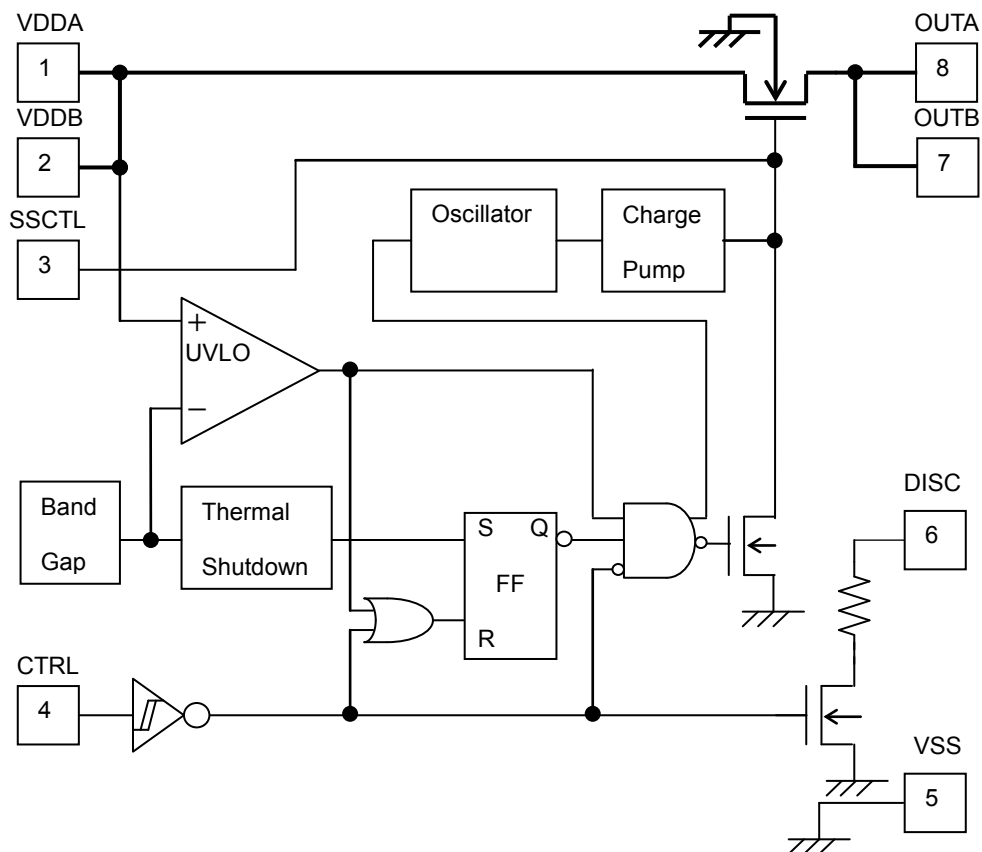 VDDA
1
VDDB
2
SSCTL
3
OUTA
8
OUTB
7
Oscillator
Charge
Pump
+
UVLO
−
Band
Gap
Thermal
Shutdown
S Q
FF
R
DISC
6
CTRL
4
VSS
5